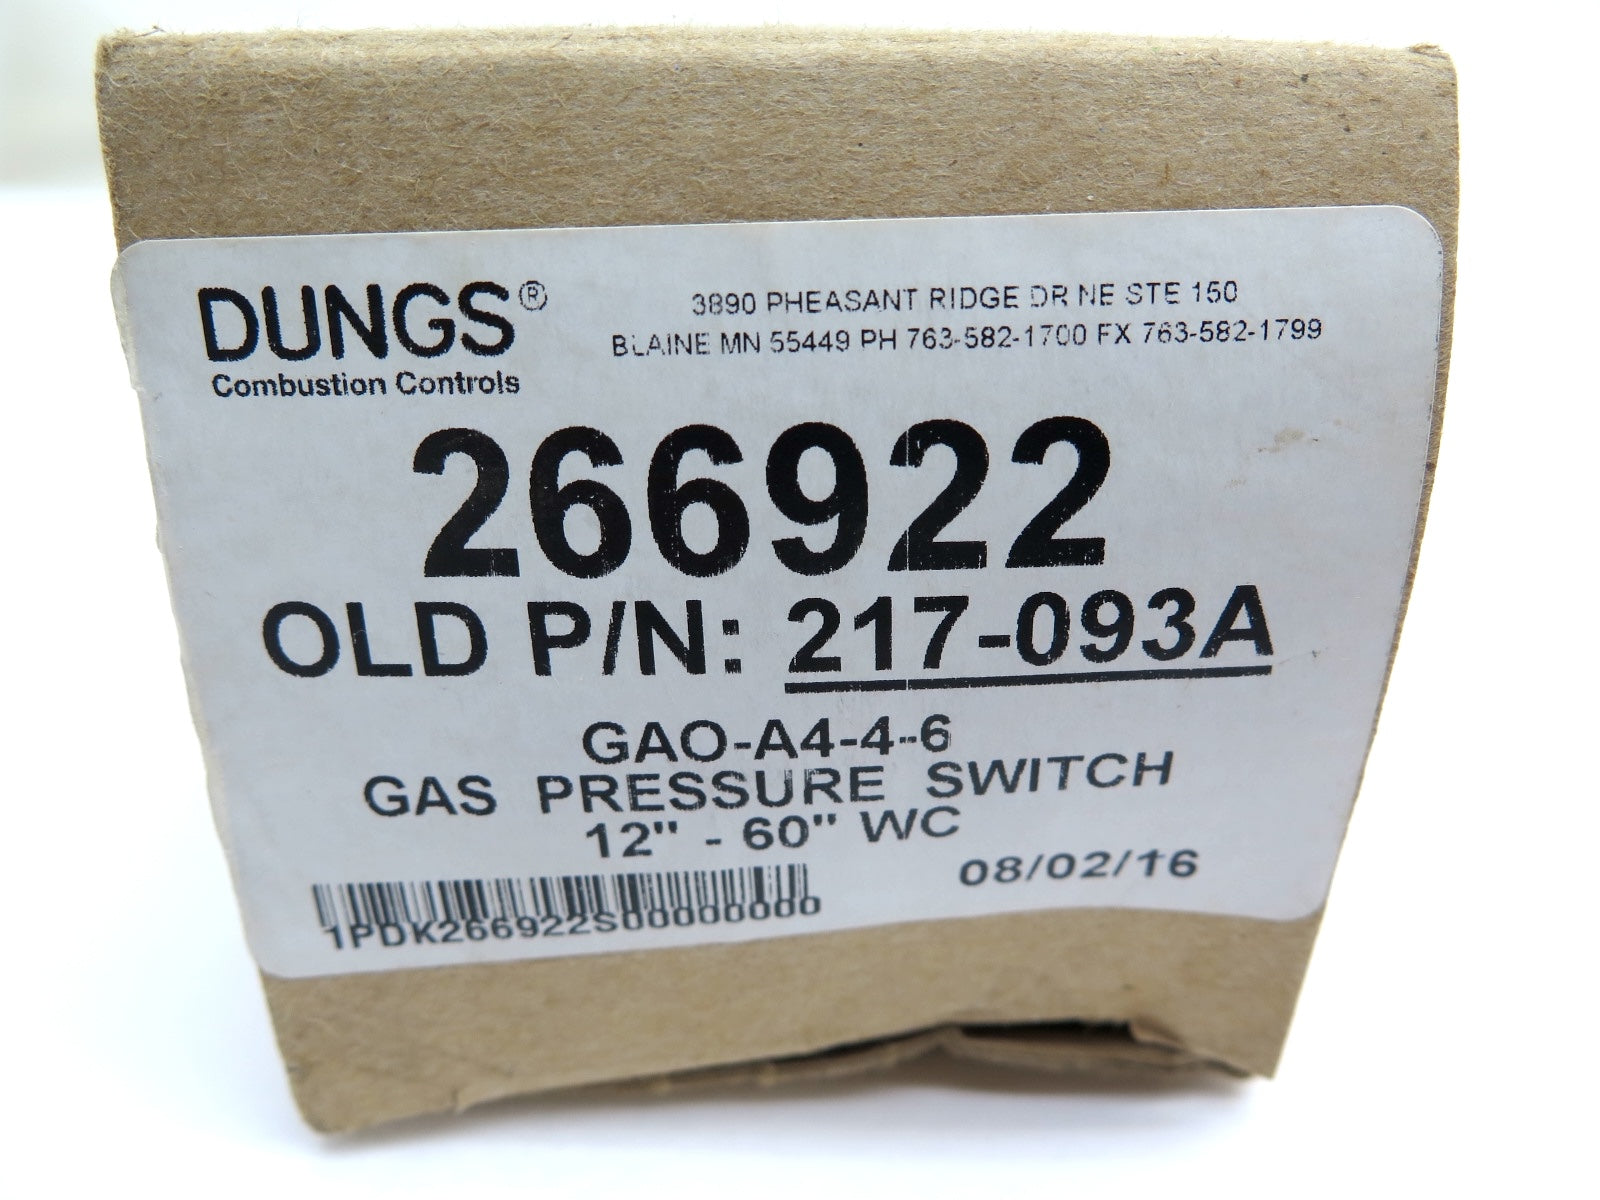 DUNGS®
Combustion Controls
3890 PHEASANT RIDGE DR NE STE 150
BLAINE MN 55449 PH 763-582-1700 FX 763-582-1799
266922
OLD P/N: 217-093A
GAO-A4-4-6
GAS PRESSURE SWITCH
12" - 60" WC
08/02/16
1PDK266922S00000000